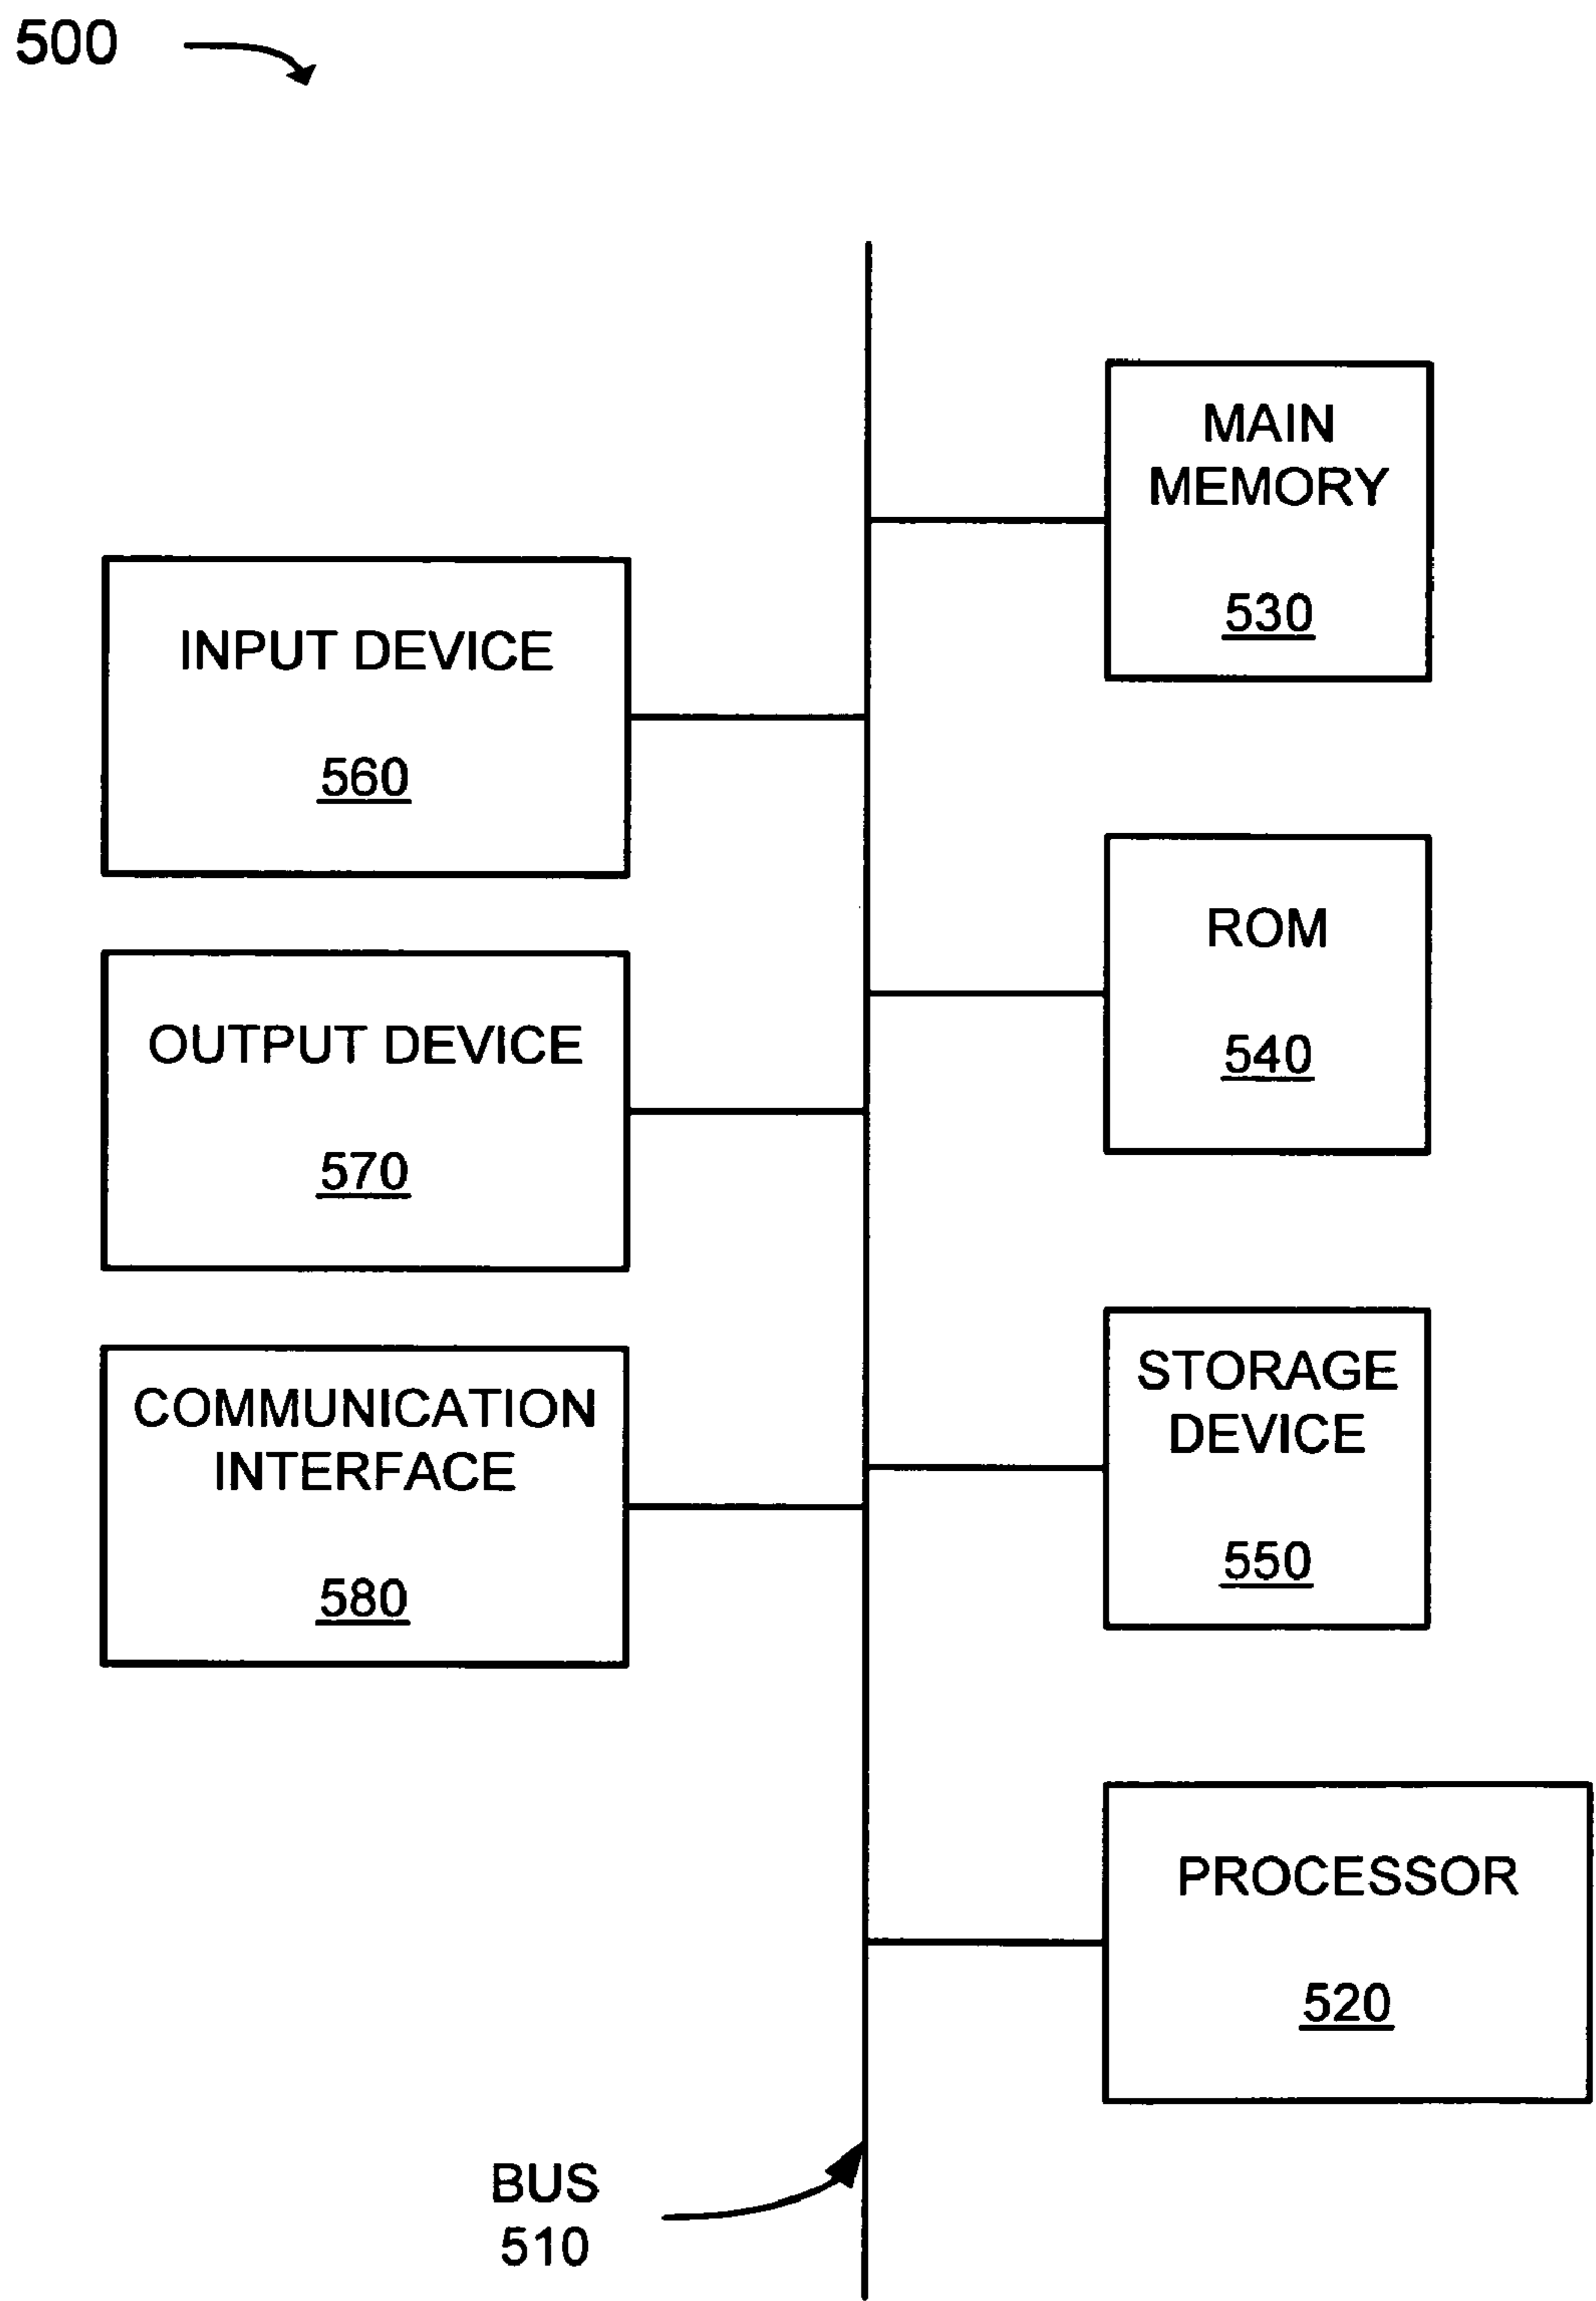 500
MAIN
MEMORY
530
INPUT DEVICE
560
ROM
540
OUTPUT DEVICE
570
STORAGE
DEVICE
550
COMMUNICATION
INTERFACE
580
PROCESSOR
520
BUS
510